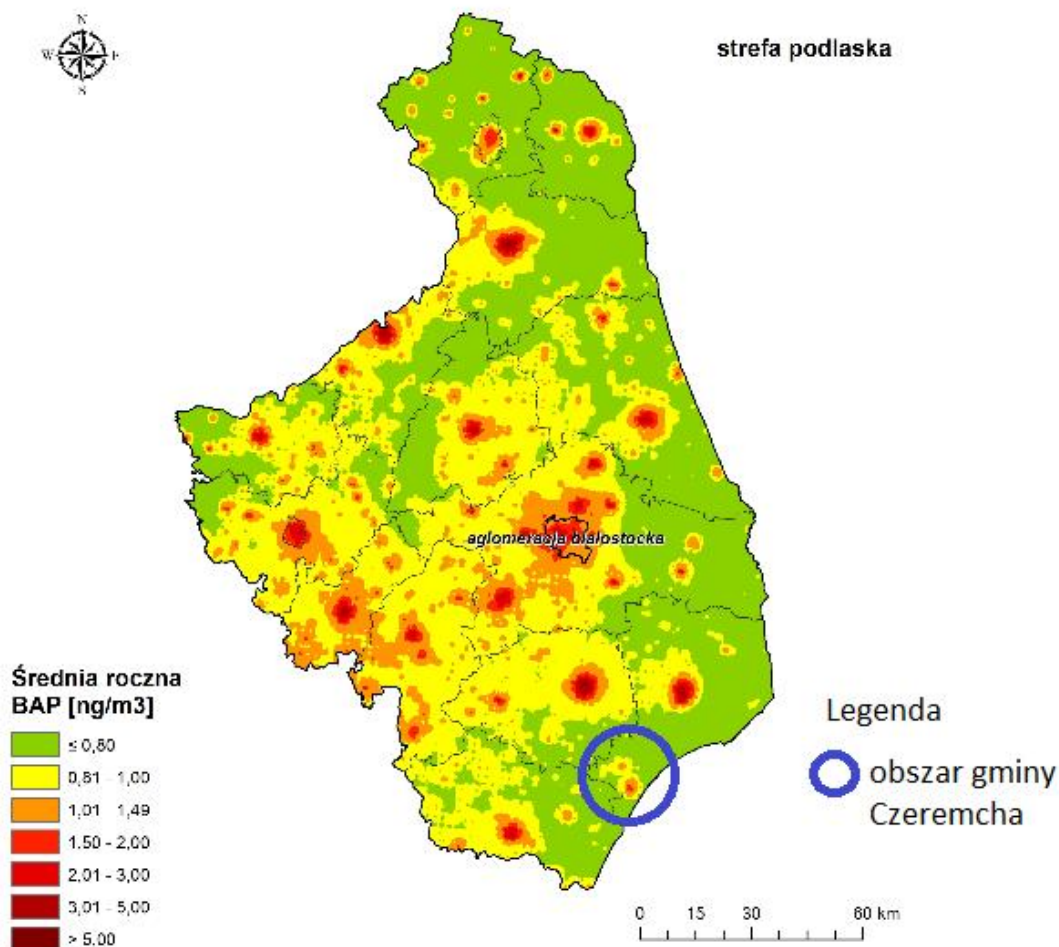 N
W
E
S
strefa podlaska
aglomeracja białostocka
Średnia roczna
BAP [ng/m3]
≤ 0,80
0,81 - 1,00
1,01 1,49
1.50 - 2,00
2,01 - 3,00
3,01 - 5,00
> 5.00
Legenda
obszar gminy
Czeremcha
0 15 30 60 km